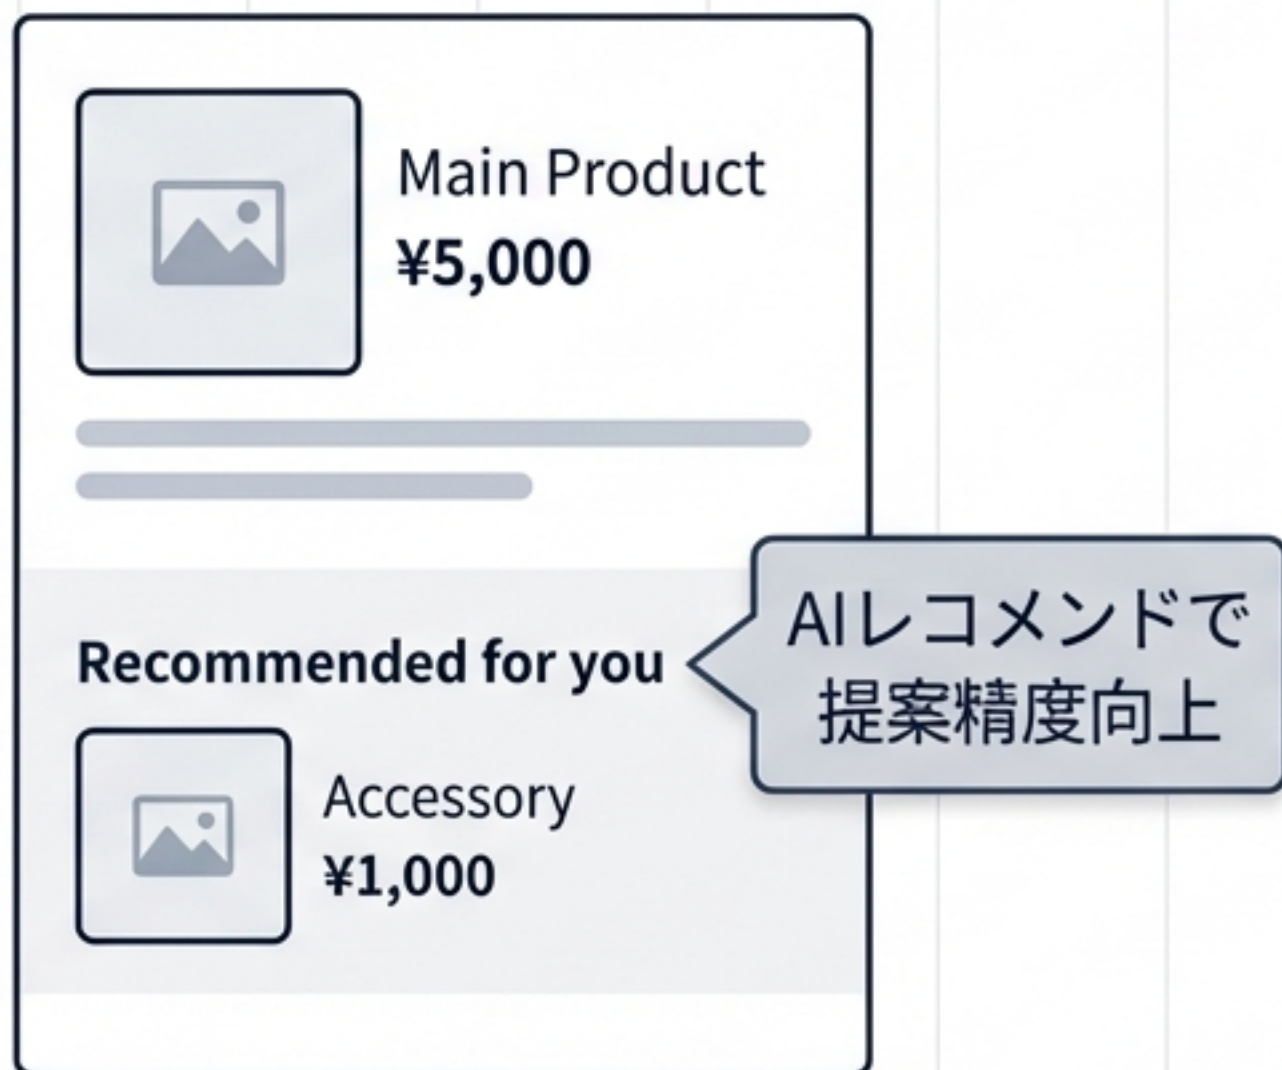 Main Product
¥5,000
Recommended for you
AIレコメンドで
提案精度向上
Accessory
¥1,000